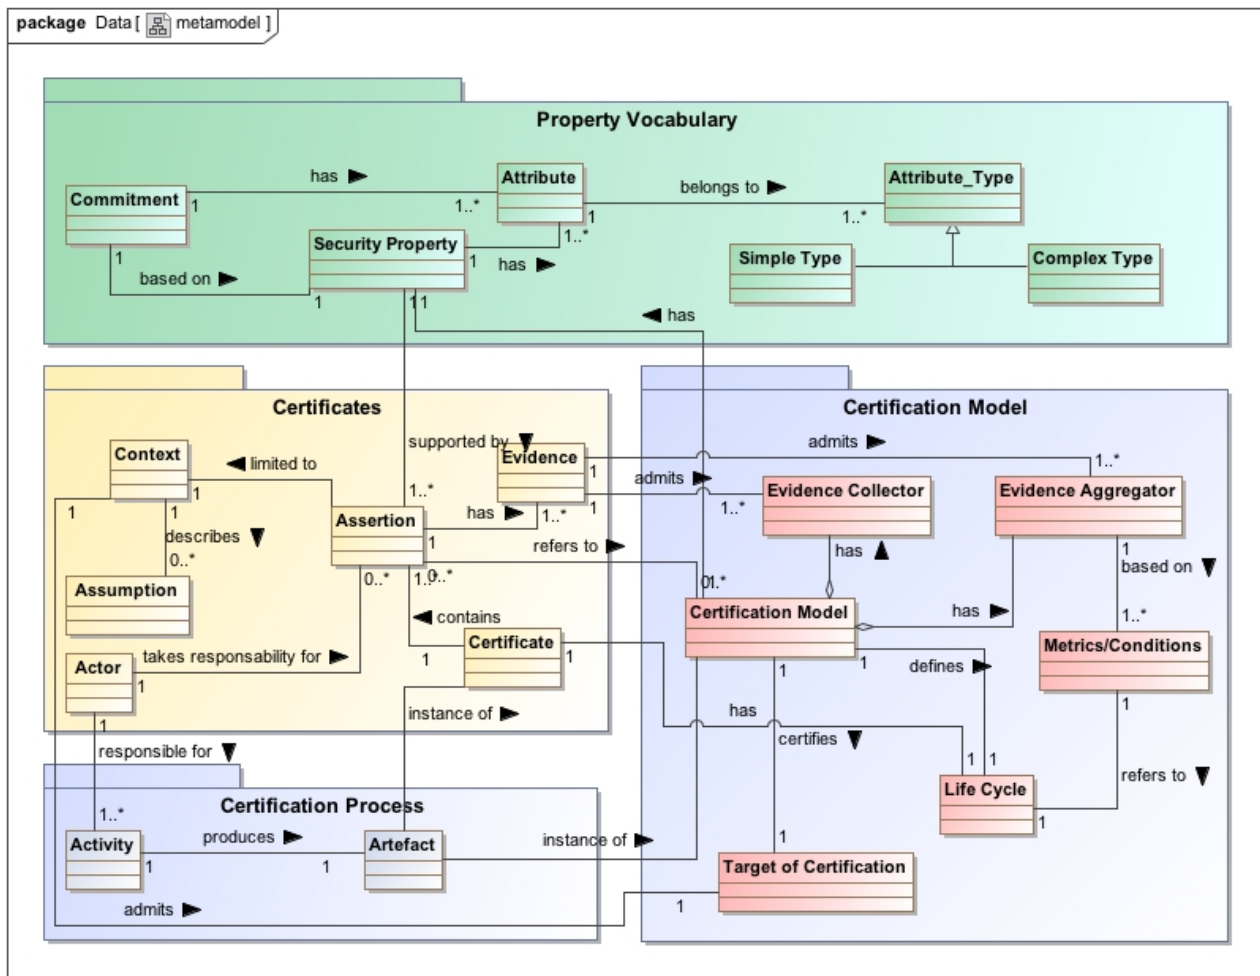 package Data [ metamodel ]
Property Vocabulary
Commitment
has
1
1..*
Attribute
belongs to
1
1..*
Attribute_Type
Security Property
1..*
1
has
1
based on
1
1
1
Simple Type
Complex Type
has
Certificates
Context
limited to
1
1
1
describes
0..*
Assumption
supported by
Evidence
1
1
1..*
Assertion
has
1..*
1
refers to
0..*
1..*
0..*
contains
Certificate
1
1
Actor
takes responsability for
1
1
instance of
responsible for
Certification Model
admits
1..*
admits
1..*
Evidence Collector
Evidence Aggregator
has
1
based on
1..*
0..*
1
Certification Model
has
Metrics/Conditions
1
1
1
defines
has
certifies
1
1
refers to
Life Cycle
1
1
Target of Certification
1
Certification Process
1..*
Activity
produces
1
1
Artefact
instance of
admits